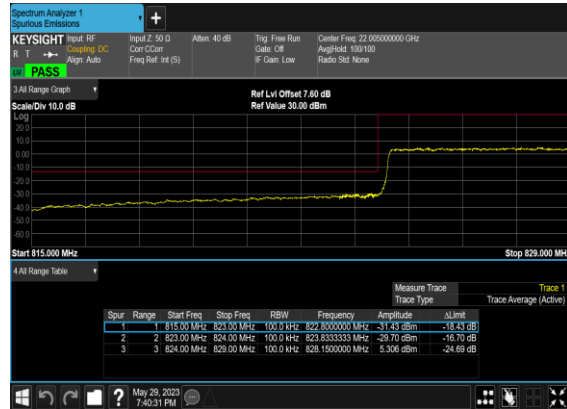 Spectrum Analyzer 1
Spurious Emissions
KEYSIGHT Input: RF Input Z: 50 Ω Atten: 40 dB Trig: Free Run Center Freq: 22.005000000 GHz
R T Coupling: DC Corr CCorr Gate: Off Avg|Hold: 100/100
Align: Auto Freq Ref: Int (S) IF Gain: Low Radio Std: None
LW PASS
3 All Range Graph
Ref Lvl Offset 7.60 dB
Scale/Div 10.0 dB Ref Value 30.00 dBm
Log
20.0
10.0
0.00
-10.0
-20.0
-30.0
-40.0
-50.0
-60.0
Start 815.000 MHz Stop 829.000 MH
4 All Range Table
Measure Trace Trace 1
Trace Type Trace Average (Active)
Spur Range Start Freq Stop Freq RBW Frequency Amplitude ΔLimit
1 1 815.00 MHz 823.00 MHz 100.0 kHz 822.8000000 MHz -31.43 dBm -18.43 dB
2 2 823.00 MHz 824.00 MHz 100.0 kHz 823.8333333 MHz -29.70 dBm -16.70 dB
3 3 824.00 MHz 829.00 MHz 100.0 kHz 828.1500000 MHz 5.306 dBm -24.69 dB
? May 29, 2023
7:40:31 PM